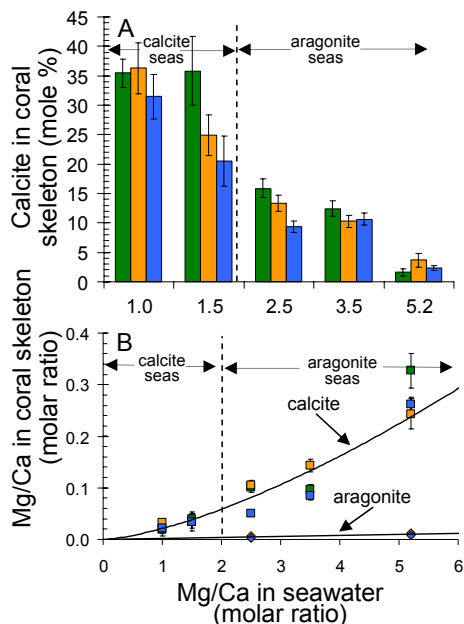 A
calcite seas
aragonite seas
Calcite in coral
skeleton (mole %)
45
40
35
30
25
20
15
10
5
0
1.0 1.5 2.5 3.5 5.2
B
calcite seas
aragonite seas
Mg/Ca in coral skeleton
(molar ratio)
0.4
0.3
0.2
0.1
0.0
calcite
aragonite
0 1 2 3 4 5 6
Mg/Ca in seawater
(molar ratio)